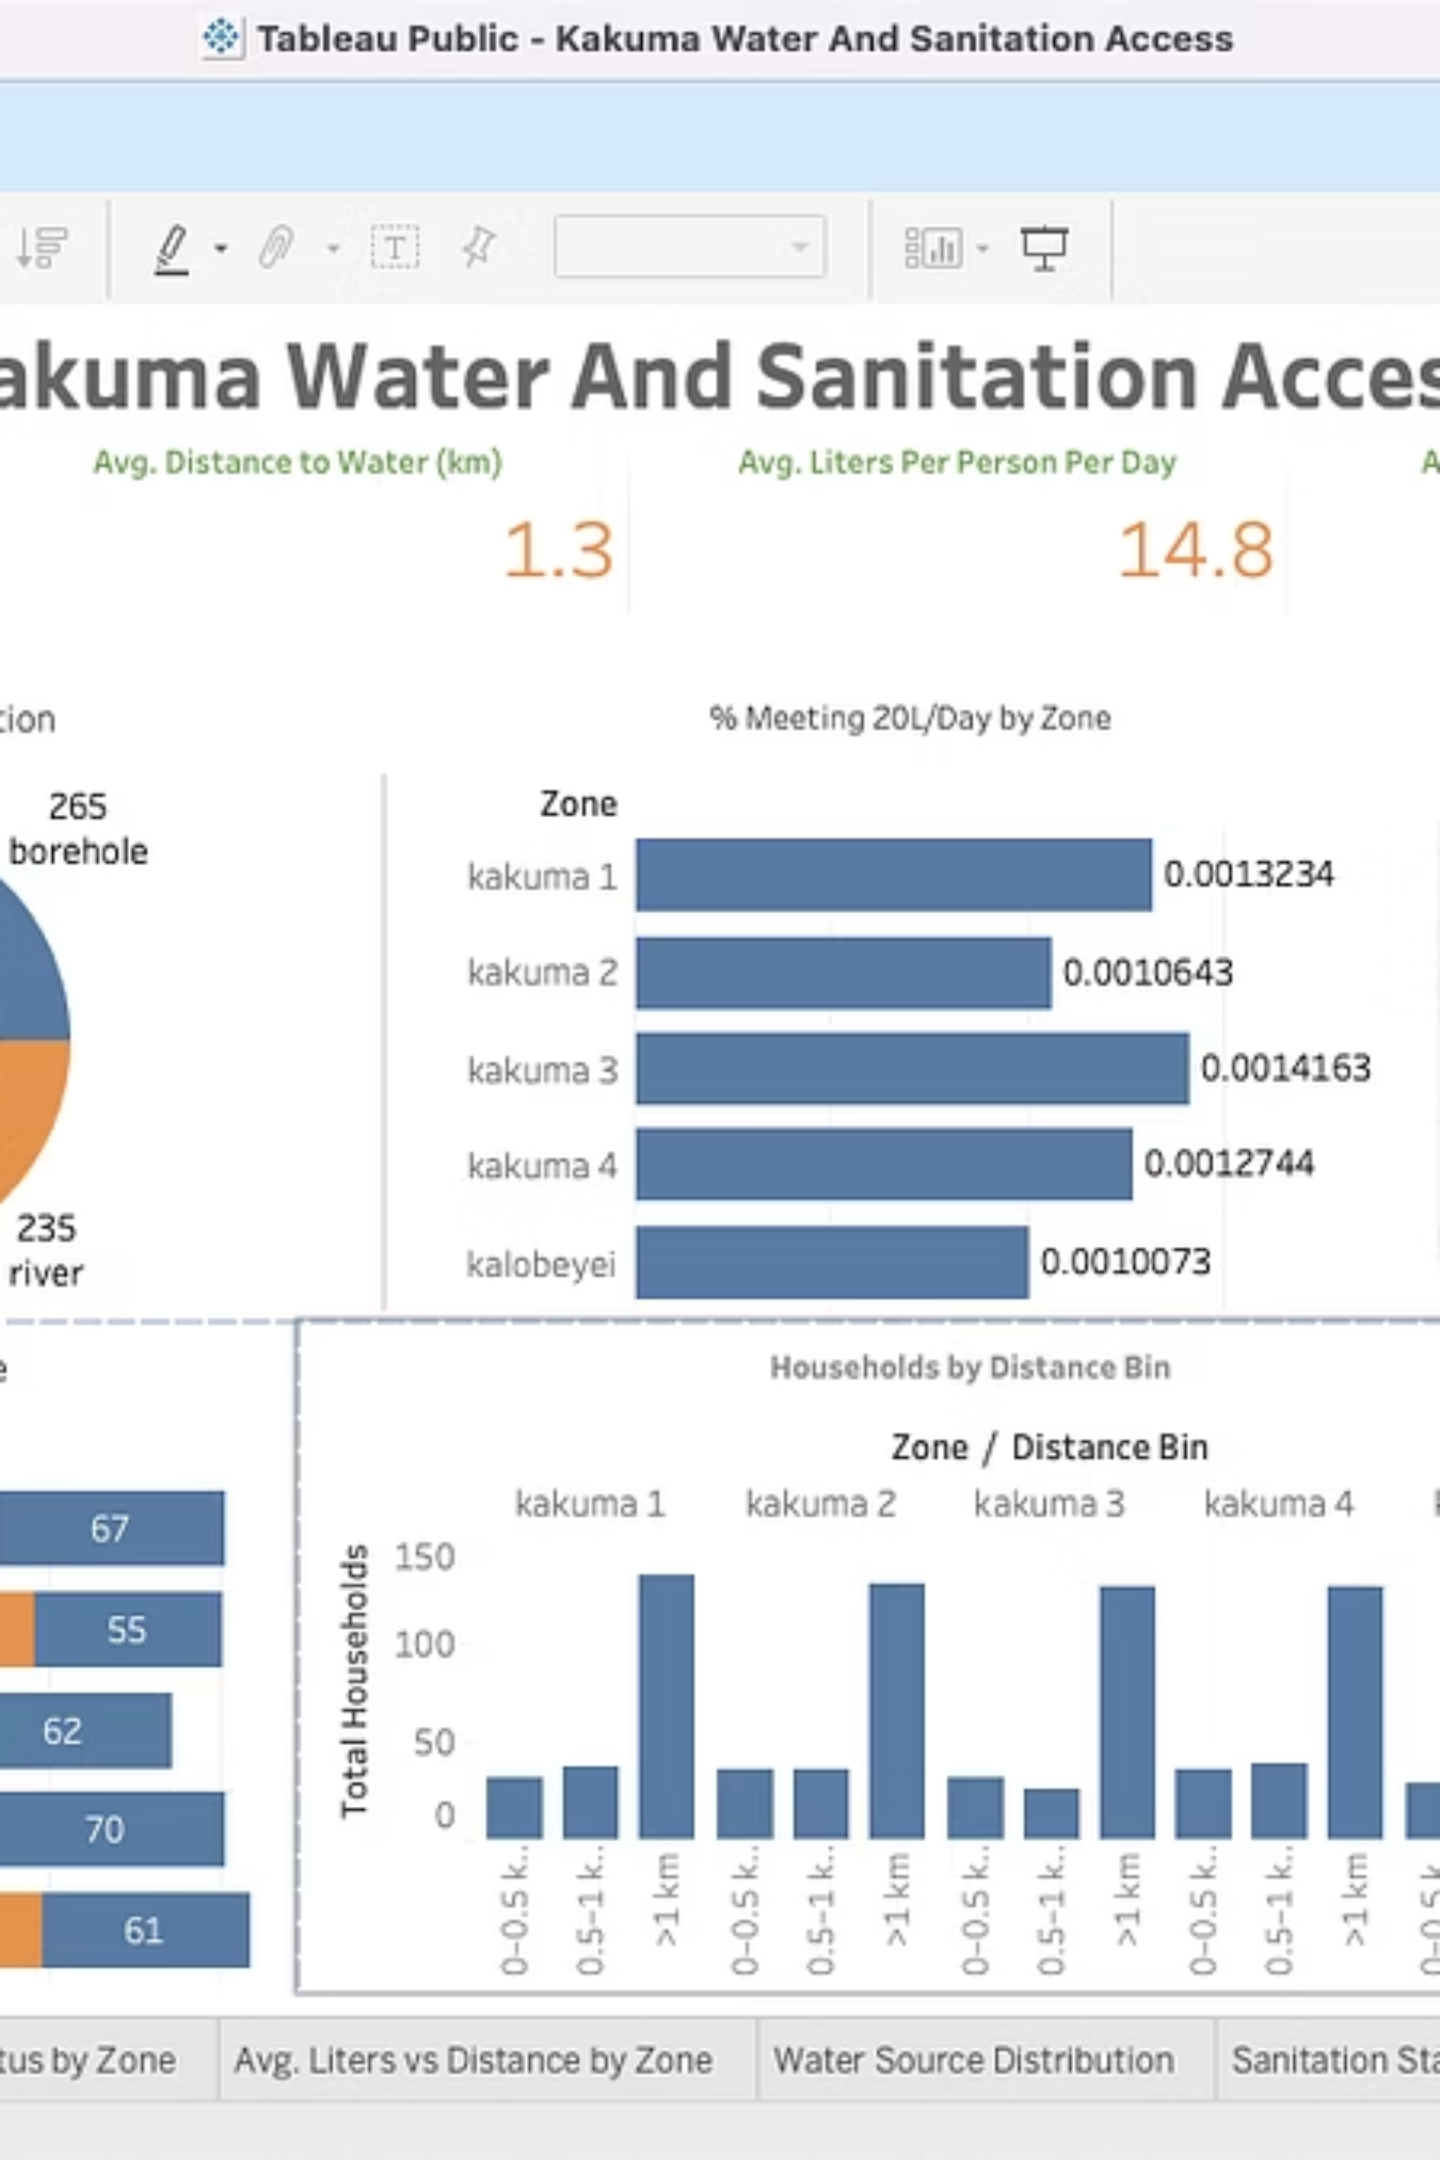 Tableau Public - Kakuma Water And Sanitation Access
T
akuma Water And Sanitation Acces
Avg. Distance to Water (km)
1.3
Avg. Liters Per Person Per Day
14.8
A
tion
265
borehole
235
river
% Meeting 20L/Day by Zone
Zone
kakuma 1 0.0013234
kakuma 2 0.0010643
kakuma 3 0.0014163
kakuma 4 0.0012744
kalobeyei 0.0010073
e
67
55
62
70
61
Households by Distance Bin
Zone / Distance Bin
kakuma 1 kakuma 2 kakuma 3 kakuma 4
Total Households
150
100
50
0
0-0.5 k..
0.5-1 k..
>1 km
0-0.5 k..
0.5-1 k..
>1 km
0-0.5 k..
0.5-1 k..
>1 km
0-0.5 k..
0.5-1 k..
>1 km
0-0.5 k
tus by Zone
Avg. Liters vs Distance by Zone
Water Source Distribution
Sanitation Sta